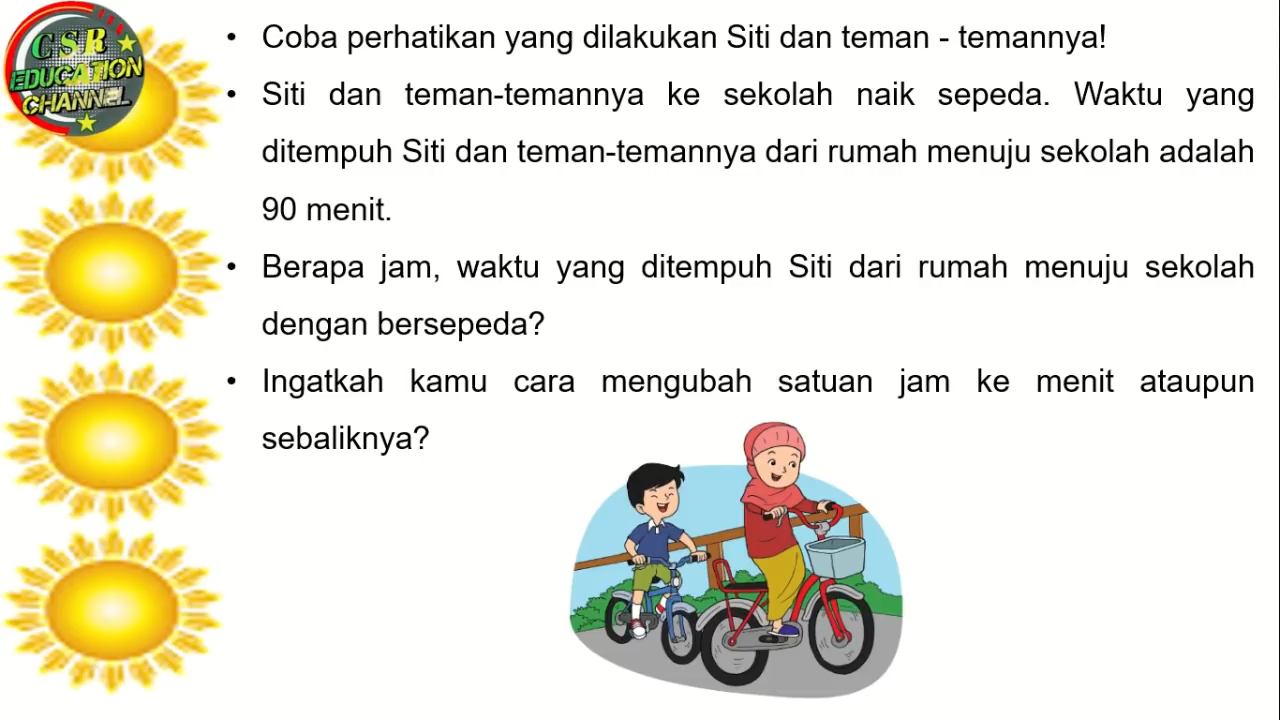 CSR
EDUCATION
CHANNEL
• Coba perhatikan yang dilakukan Siti dan teman - temannya!
• Siti dan teman-temannya ke sekolah naik sepeda. Waktu yang
ditempuh Siti dan teman-temannya dari rumah menuju sekolah adalah
90 menit.
• Berapa jam, waktu yang ditempuh Siti dari rumah menuju sekolah
dengan bersepeda?
• Ingatkah kamu cara mengubah satuan jam ke menit ataupun
sebaliknya?